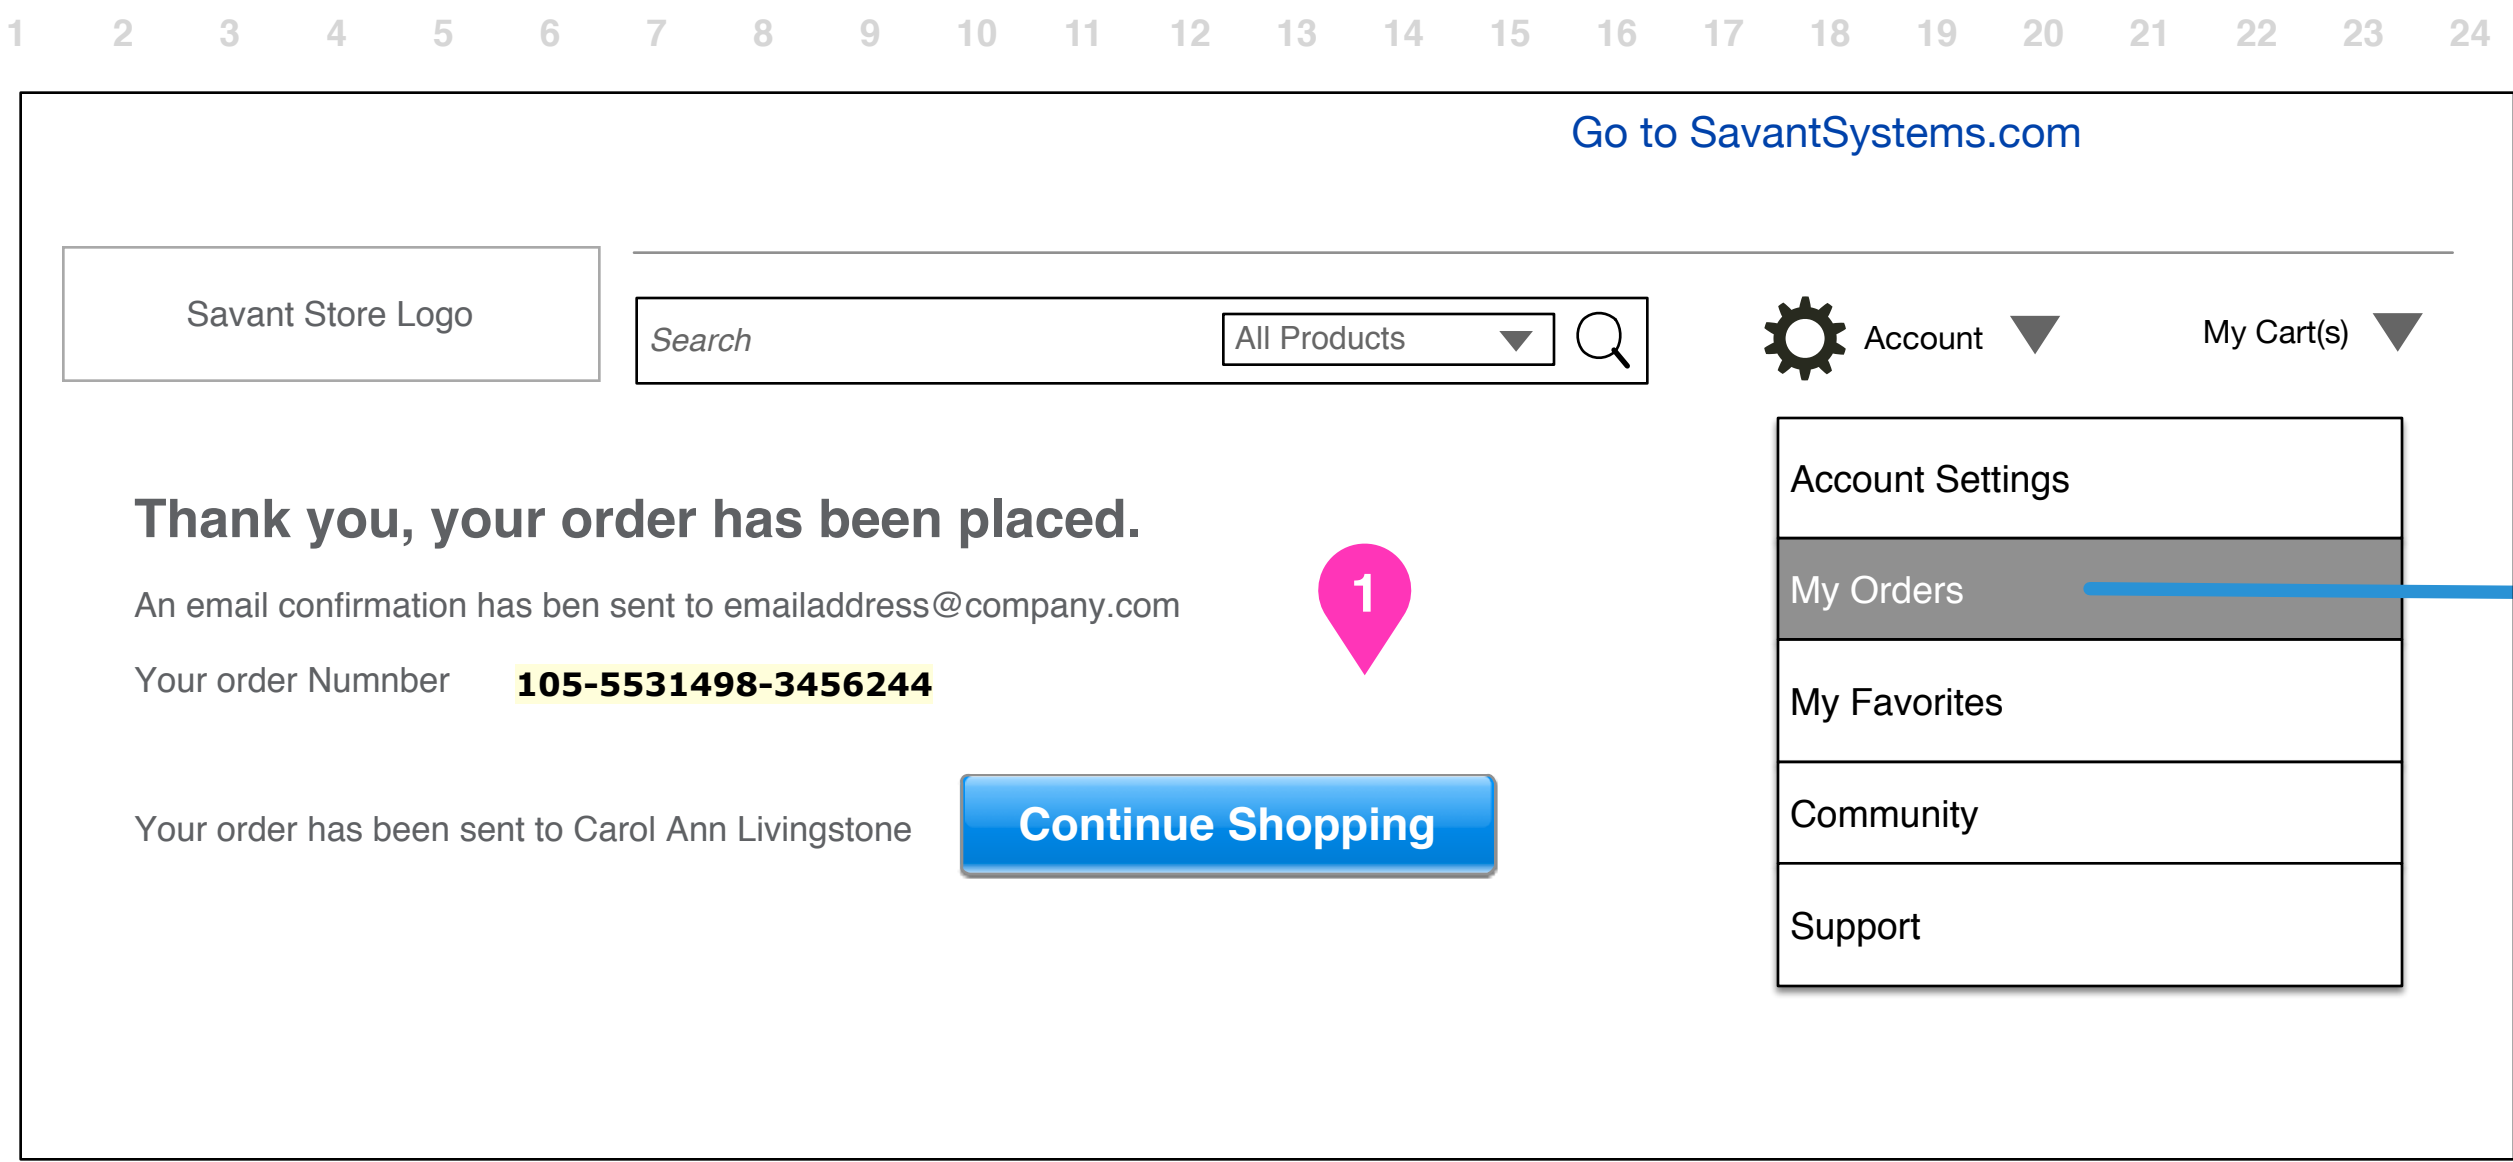 1 2 3 4 5 6 7 8 9 10 11 12 13 14 15 16 17 18 19 20 21 22 23 24
Go to SavantSystems.com
Savant Store Logo
Search
All Products
Account
My Cart(s)
Thank you, your order has been placed.
An email confirmation has ben sent to emailaddress@company.com
1
Your order Numnber 105-5531498-3456244
Your order has been sent to Carol Ann Livingstone
Continue Shopping
Account Settings
My Orders
My Favorites
Community
Support